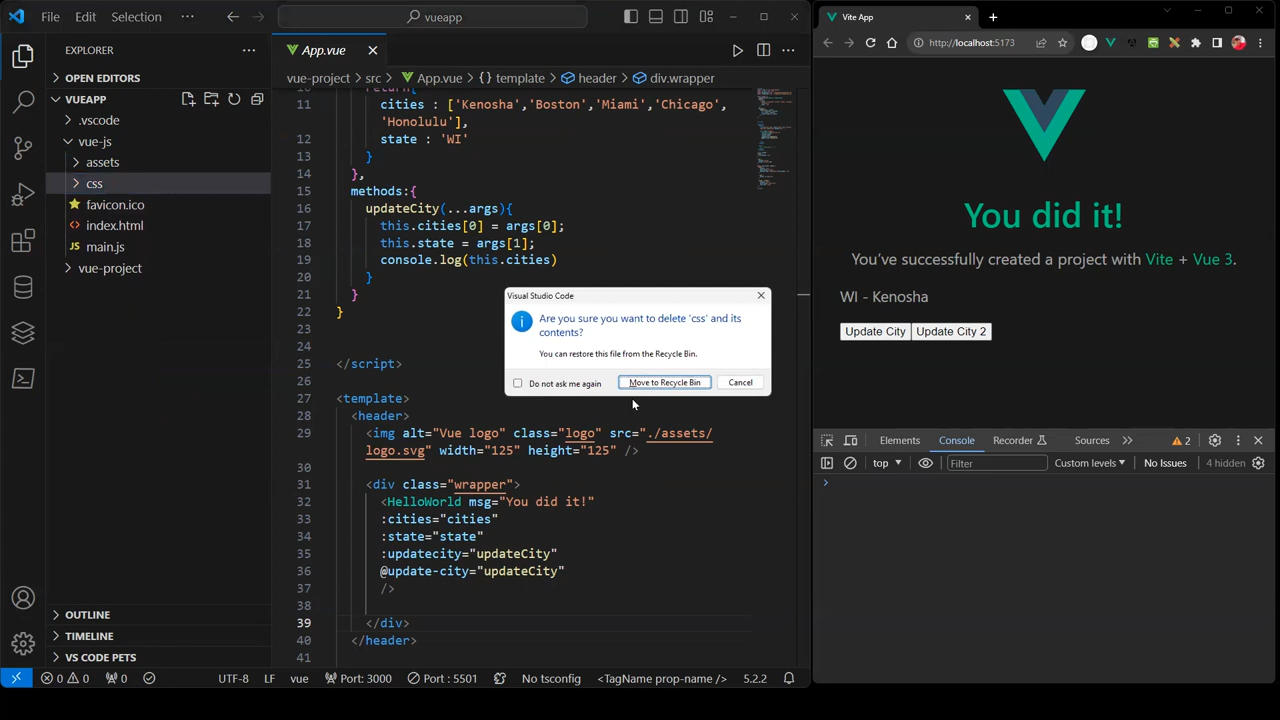 File Edit Selection ··· vueapp
EXPLORER
OPEN EDITORS
VUEAPP
.vscode
vue-js
assets
css
favicon.ico
index.html
JS main.js
vue-project
OUTLINE
TIMELINE
VS CODE PETS
App.vue
vue-project > src > App.vue > {} template > header > div.wrapper
10 return{
11 cities : ['Kenosha','Boston','Miami','Chicago',
'Honolulu'],
12 state : 'WI'
13 }
14 },
15 methods:{
16 updateCity(...args){
17 this.cities[0] = args[0];
18 this.state = args[1];
19 console.log(this.cities)
20 }
21 }
22 }
23
24
25 </script>
26
27 <template>
28 <header>
29 <img alt="Vue logo" class="logo" src="./assets/
logo.svg" width="125" height="125" />
30
31 <div class="wrapper">
32 <HelloWorld msg="You did it!"
33 :cities="cities"
34 :state="state"
35 :updatecity="updateCity"
36 @update-city="updateCity"
37 />
38
39 </div>
40 </header>
41
Visual Studio Code
Are you sure you want to delete 'css' and its
contents?
You can restore this file from the Recycle Bin.
Do not ask me again Move to Recycle Bin Cancel
0 0 0 UTF-8 LF vue Port: 3000 Port : 5501 No tsconfig <TagName prop-name /> 5.2.2
Vite App
http://localhost:5173
You did it!
You've successfully created a project with Vite + Vue 3.
WI - Kenosha
Update City Update City 2
Elements Console Recorder Sources 2
top Filter Custom levels No Issues 4 hidden